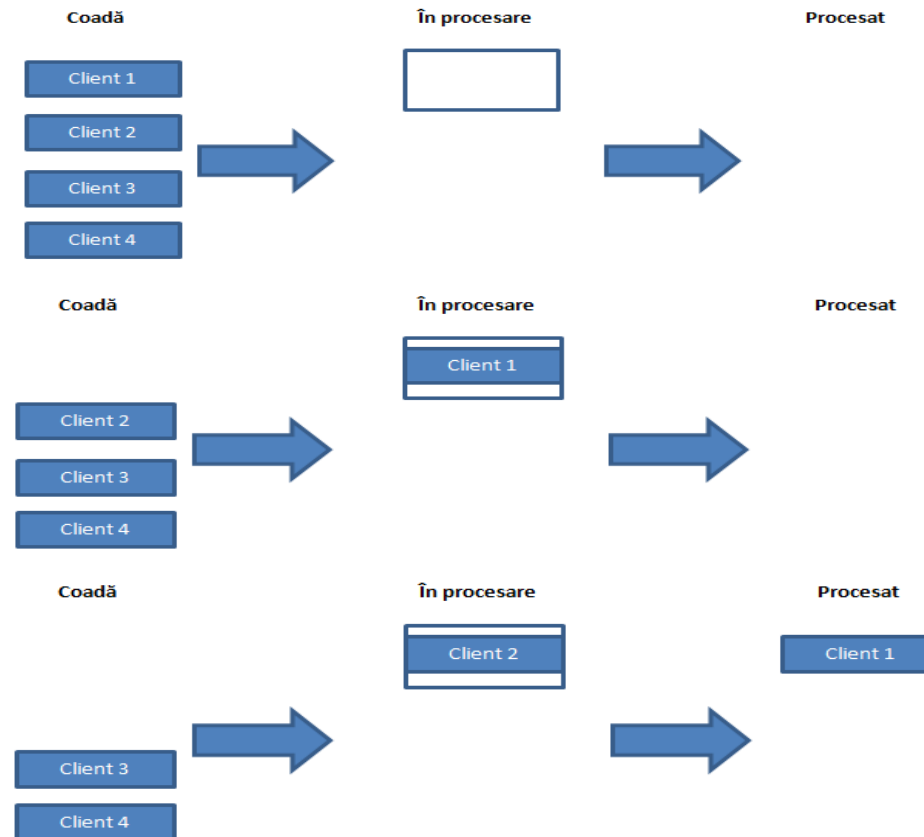 Coadă
În procesare
Procesat
Client 1
Client 2
Client 3
Client 4
Coadă
În procesare
Procesat
Client 1
Client 2
Client 3
Client 4
Coadă
În procesare
Procesat
Client 2
Client 1
Client 3
Client 4